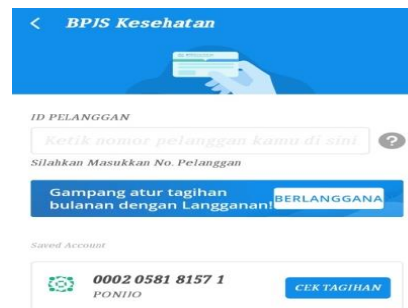 < BPJS Kesehatan
ID PELANGGAN
Ketik nomor pelanggan kamu di sini
?
Silahkan Masukkan No. Pelanggan
Gampang atur tagihan
bulanan dengan Langganan!
BERLANGGANA
Saved Account
0002 0581 8157 1
PONIJO
CEK TAGIHAN